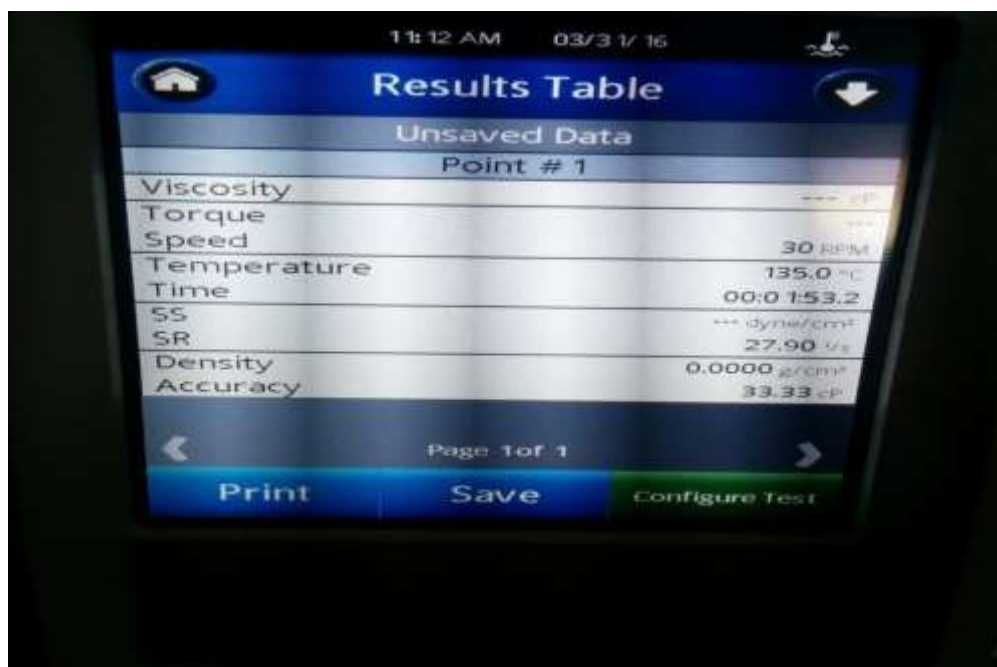 11:12 AM 03/31/16
Results Table
Unsaved Data
Point # 1
Viscosity --- cP
Torque ---
Speed 30 RPM
Temperature 135.0 °C
Time 00:01:53.2
SS --- dyne/cm²
SR 27.90 1/s
Density 0.0000 g/cm³
Accuracy 33.33 cP
Page 1 of 1
Print Save Configure Test